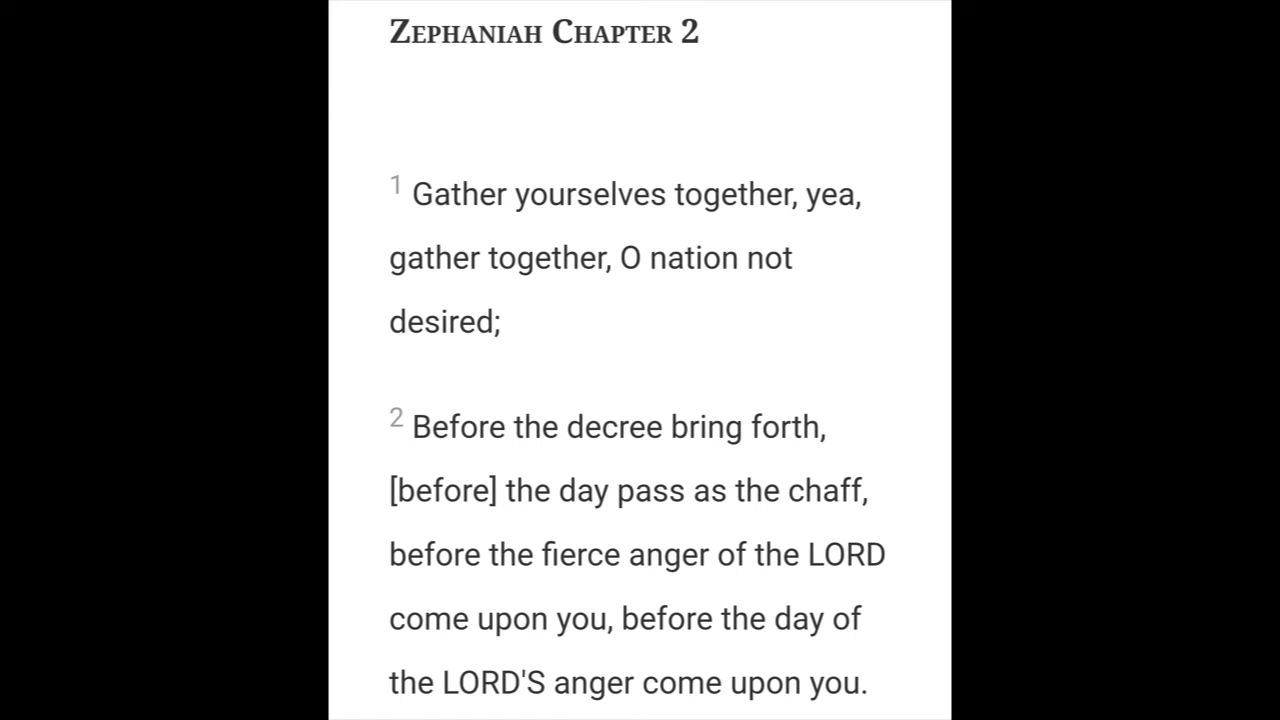 Zephaniah Chapter 2
1 Gather yourselves together, yea,
gather together, O nation not
desired;
2 Before the decree bring forth,
[before] the day pass as the chaff,
before the fierce anger of the LORD
come upon you, before the day of
the LORD'S anger come upon you.